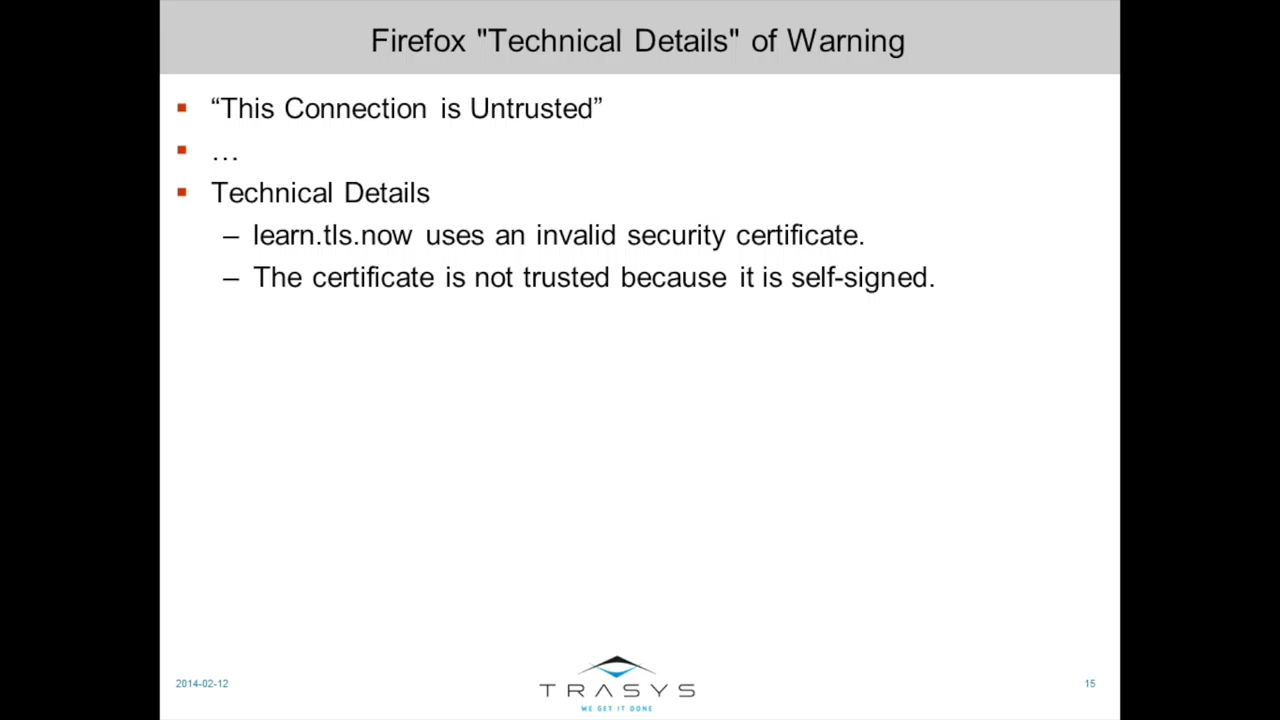 Firefox "Technical Details" of Warning
“This Connection is Untrusted”
…
Technical Details
– learn.tls.now uses an invalid security certificate.
– The certificate is not trusted because it is self-signed.
2014-02-12
TRASYS
WE GET IT DONE
15